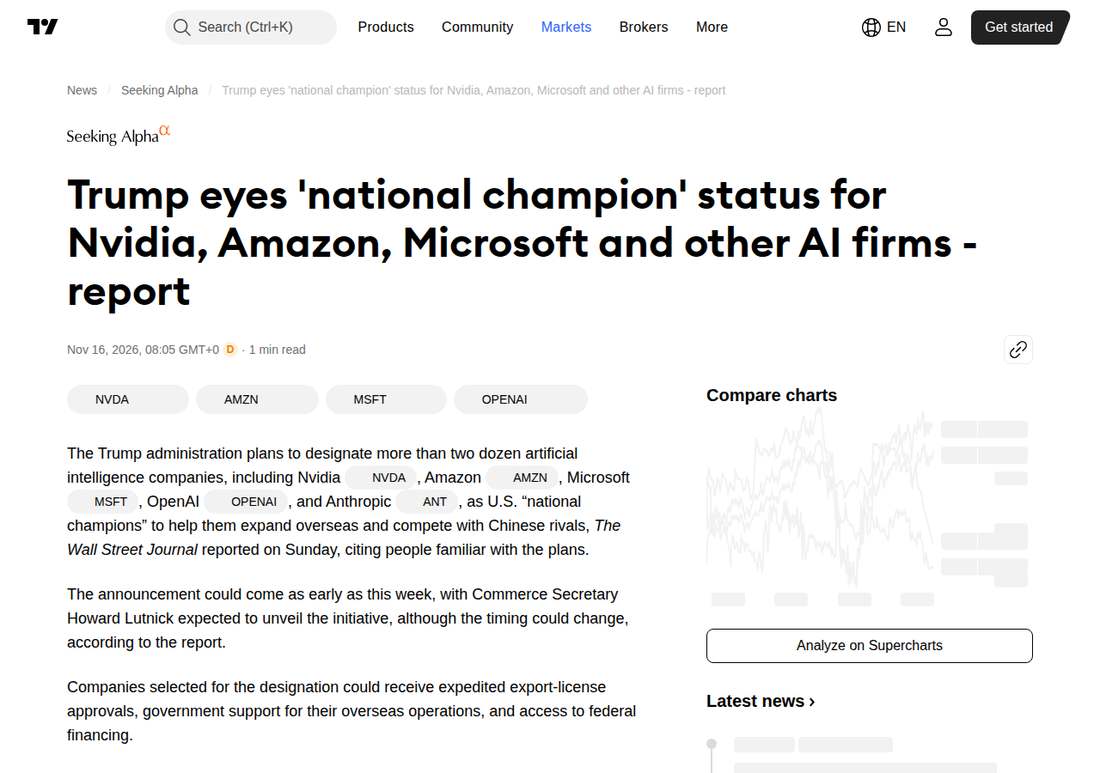 Search (Ctrl+K)
Products
Community
Markets
Brokers
More
EN
Get started
News / Seeking Alpha / Trump eyes 'national champion' status for Nvidia, Amazon, Microsoft and other AI firms - report
Seeking Alphaα
Trump eyes 'national champion' status for
Nvidia, Amazon, Microsoft and other AI firms -
report
Nov 16, 2026, 08:05 GMT+0 D · 1 min read
NVDA
AMZN
MSFT
OPENAI
The Trump administration plans to designate more than two dozen artificial
intelligence companies, including Nvidia NVDA , Amazon AMZN , Microsoft
MSFT , OpenAI OPENAI , and Anthropic ANT , as U.S. “national
champions” to help them expand overseas and compete with Chinese rivals, The
Wall Street Journal reported on Sunday, citing people familiar with the plans.
The announcement could come as early as this week, with Commerce Secretary
Howard Lutnick expected to unveil the initiative, although the timing could change,
according to the report.
Companies selected for the designation could receive expedited export-license
approvals, government support for their overseas operations, and access to federal
financing.
Compare charts
Analyze on Supercharts
Latest news ›